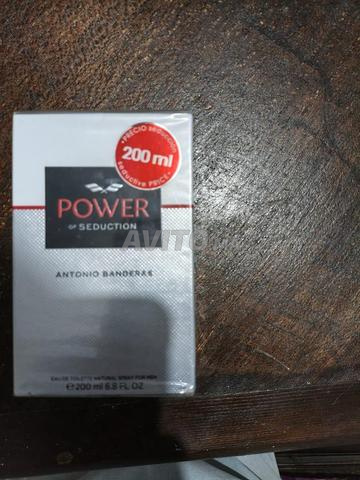 • PRECIO seducción •
200 ml
seductive PRICE
POWER
OF SEDUCTION
ANTONIO BANDERAS
EAU DE TOILETTE NATURAL SPRAY FOR MEN
℮200 ml 6.8 FL OZ